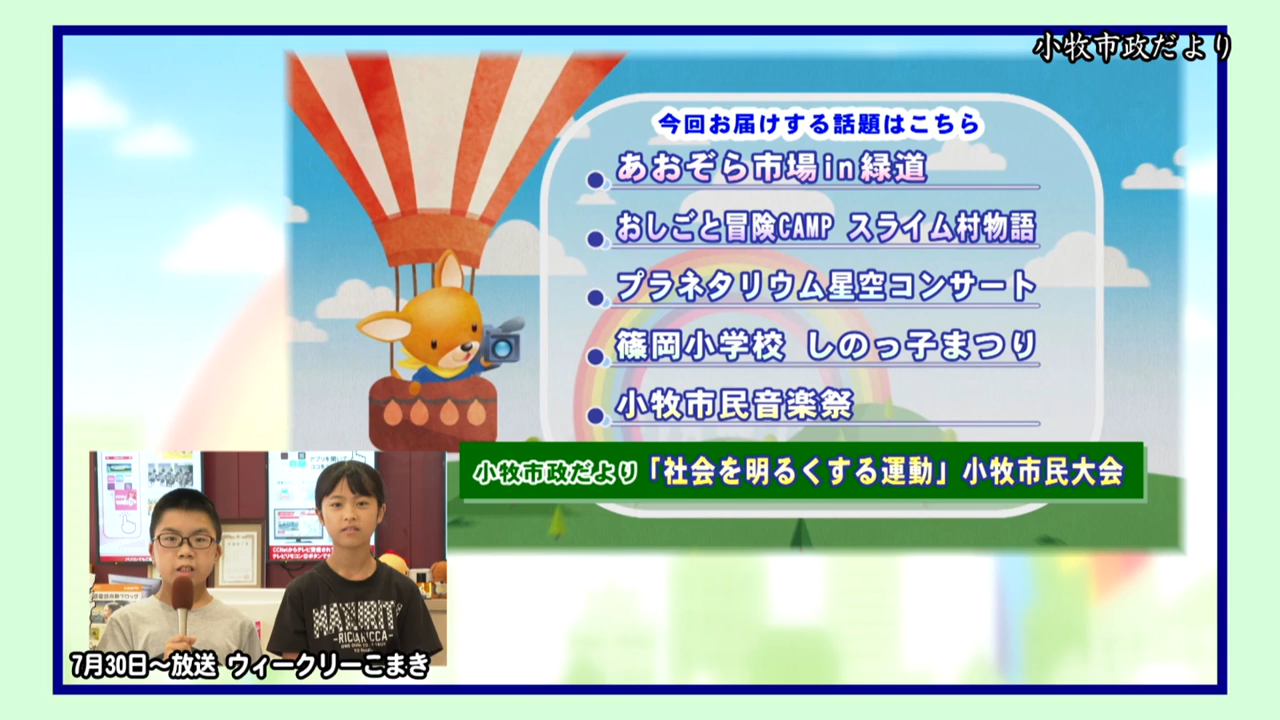 小牧市政だより
今回お届けする話題はこちら
あおぞら市場in緑道
おしごと冒険CAMP スライム村物語
プラネタリウム星空コンサート
篠岡小学校 しのっ子まつり
小牧市民音楽祭
小牧市政だより「社会を明るくする運動」小牧市民大会
7月30日～放送 ウィークリーこまき